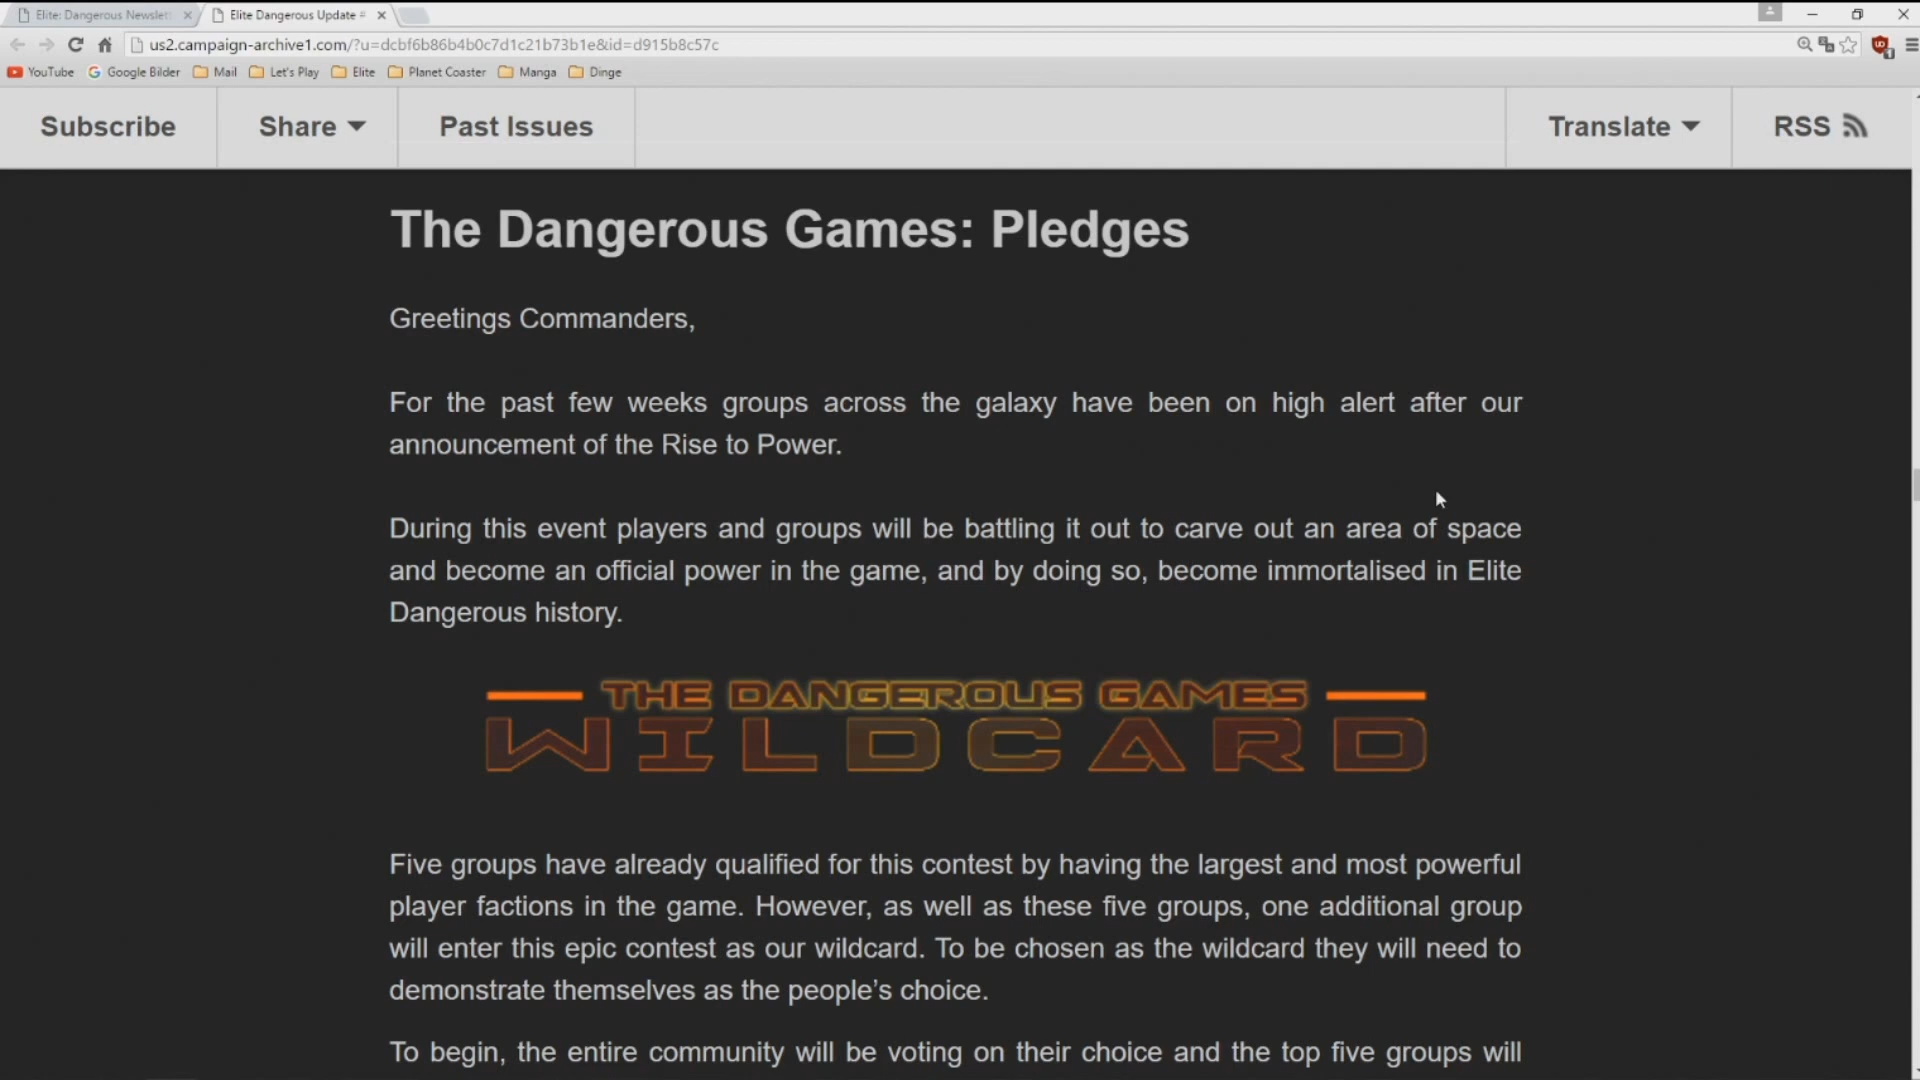 Elite: Dangerous Newslett
Elite Dangerous Update #
us2.campaign-archive1.com/?u=dcbf6b86b4b0c7d1c21b73b1e&id=d915b8c57c
YouTube Google Bilder Mail Let's Play Elite Planet Coaster Manga Dinge
Subscribe Share Past Issues Translate RSS
The Dangerous Games: Pledges
Greetings Commanders,
For the past few weeks groups across the galaxy have been on high alert after our
announcement of the Rise to Power.
During this event players and groups will be battling it out to carve out an area of space
and become an official power in the game, and by doing so, become immortalised in Elite
Dangerous history.
THE DANGEROUS GAMES
WILDCARD
Five groups have already qualified for this contest by having the largest and most powerful
player factions in the game. However, as well as these five groups, one additional group
will enter this epic contest as our wildcard. To be chosen as the wildcard they will need to
demonstrate themselves as the people’s choice.
To begin, the entire community will be voting on their choice and the top five groups will